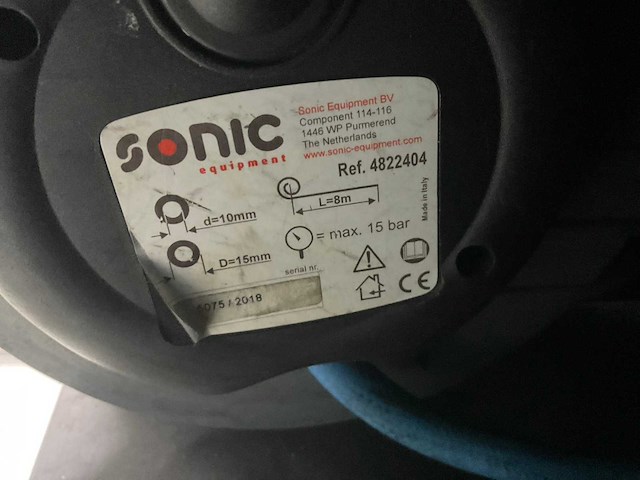 sonic
equipment
Sonic Equipment BV
Component 114-116
1446 WP Purmerend
The Netherlands
www.sonic-equipment.com
Ref. 4822404
L=8m
d=10mm
D=15mm
= max. 15 bar
serial nr.
075 / 2018
Made in Italy
CE